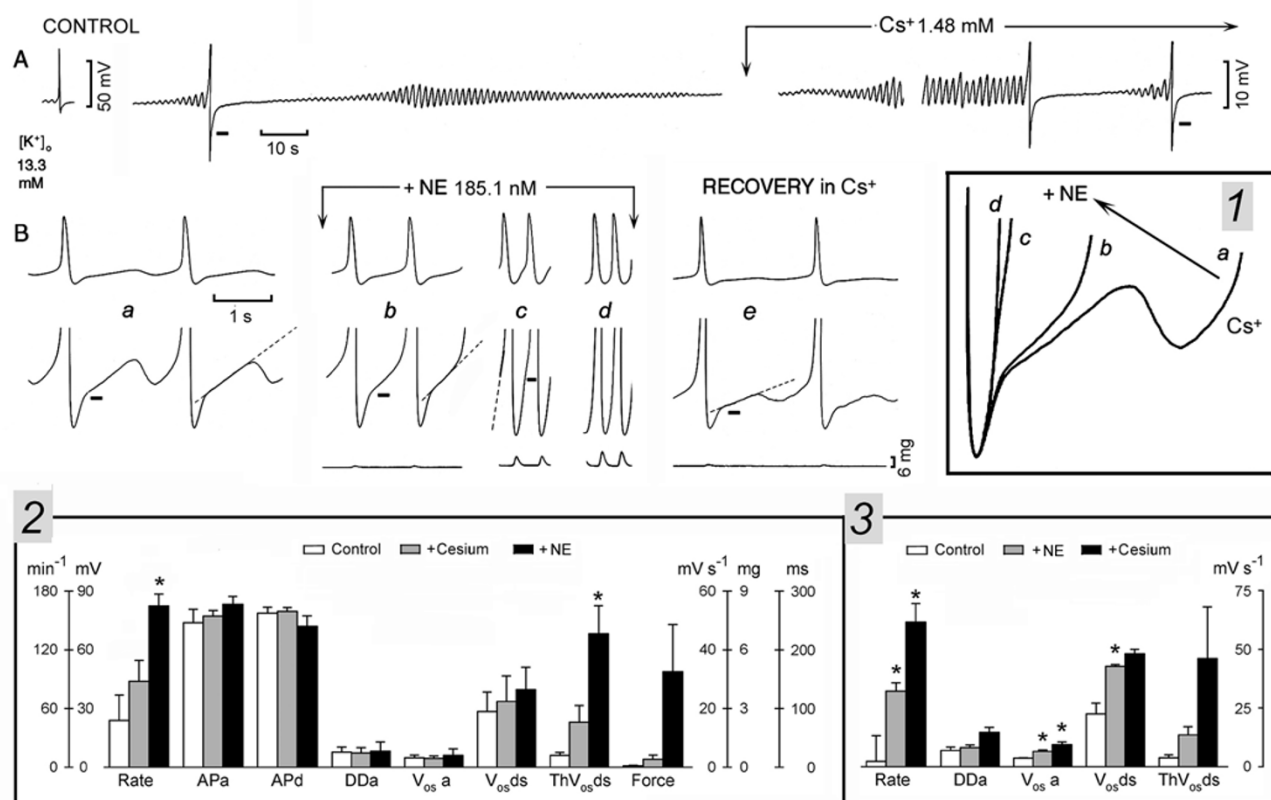 CONTROL
Cs⁺ 1.48 mM
A
50 mV
10 mV
10 s
[K⁺]ₒ
13.3
mM
+ NE 185.1 nM
RECOVERY in Cs⁺
B
a
b
c
d
e
1 s
6 mg
1
+ NE
d
c
b
a
Cs⁺
2
Control +Cesium +NE
min⁻¹ mV
mV s⁻¹ mg ms
180 90
60 9 300
120 60
40 6 200
60 30
20 3 100
0 0
0 0 0
* *
Rate APa APd DDa Vₒₛ a Vₒₛds ThVₒₛds Force
3
Control +NE +Cesium
mV s⁻¹
75
50
25
0
* * * * *
Rate DDa Vₒₛ a Vₒₛds ThVₒₛds